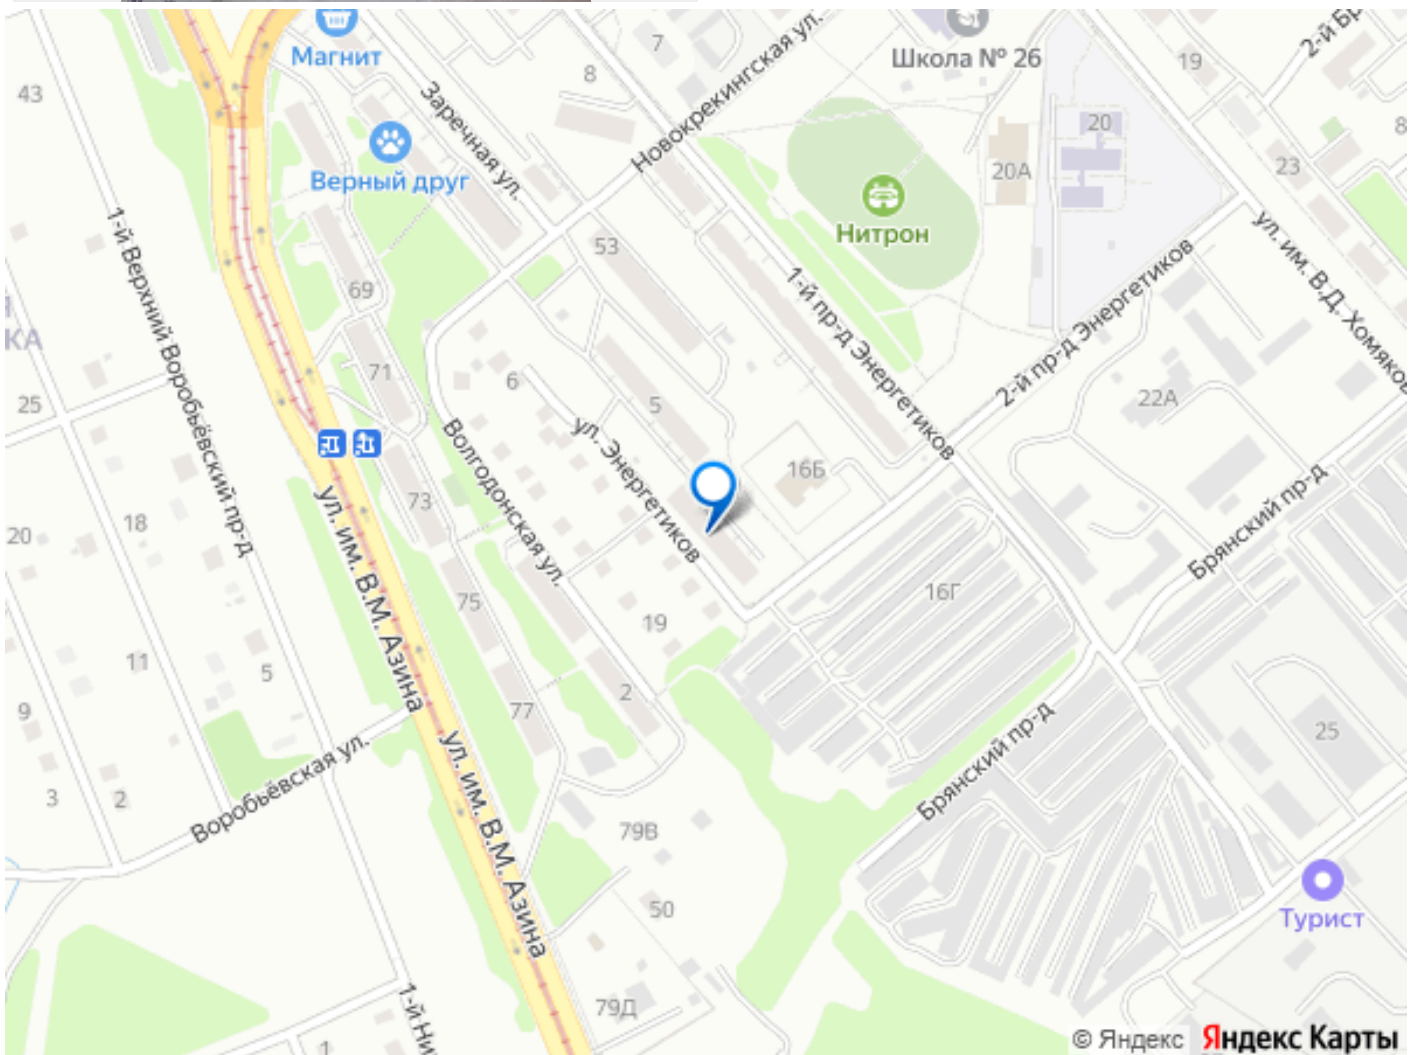 Магнит
Школа № 26
7
8
19
2-й Бр
43
Заречная ул.
Новокрекингская ул.
20
20А
23
8
Верный друг
Нитрон
1-й Верхний Воробьёвский пр-д
53
69
1-й пр-д Энергетиков
2-й пр-д Энергетиков
ул. им. В.Д. Хомяков
КА
25
71
6
5
22А
73
Волгодонская ул.
ул. Энергетиков
16Б
Брянский пр-д
20
18
ул. им. В.М. Азина
75
19
16Г
11
5
9
77
2
25
Брянский пр-д
Воробьёвская ул.
ул. им. В.М. Азина
3
2
79В
50
Турист
79Д
1-й Ни
1
© Яндекс Яндекс Карты